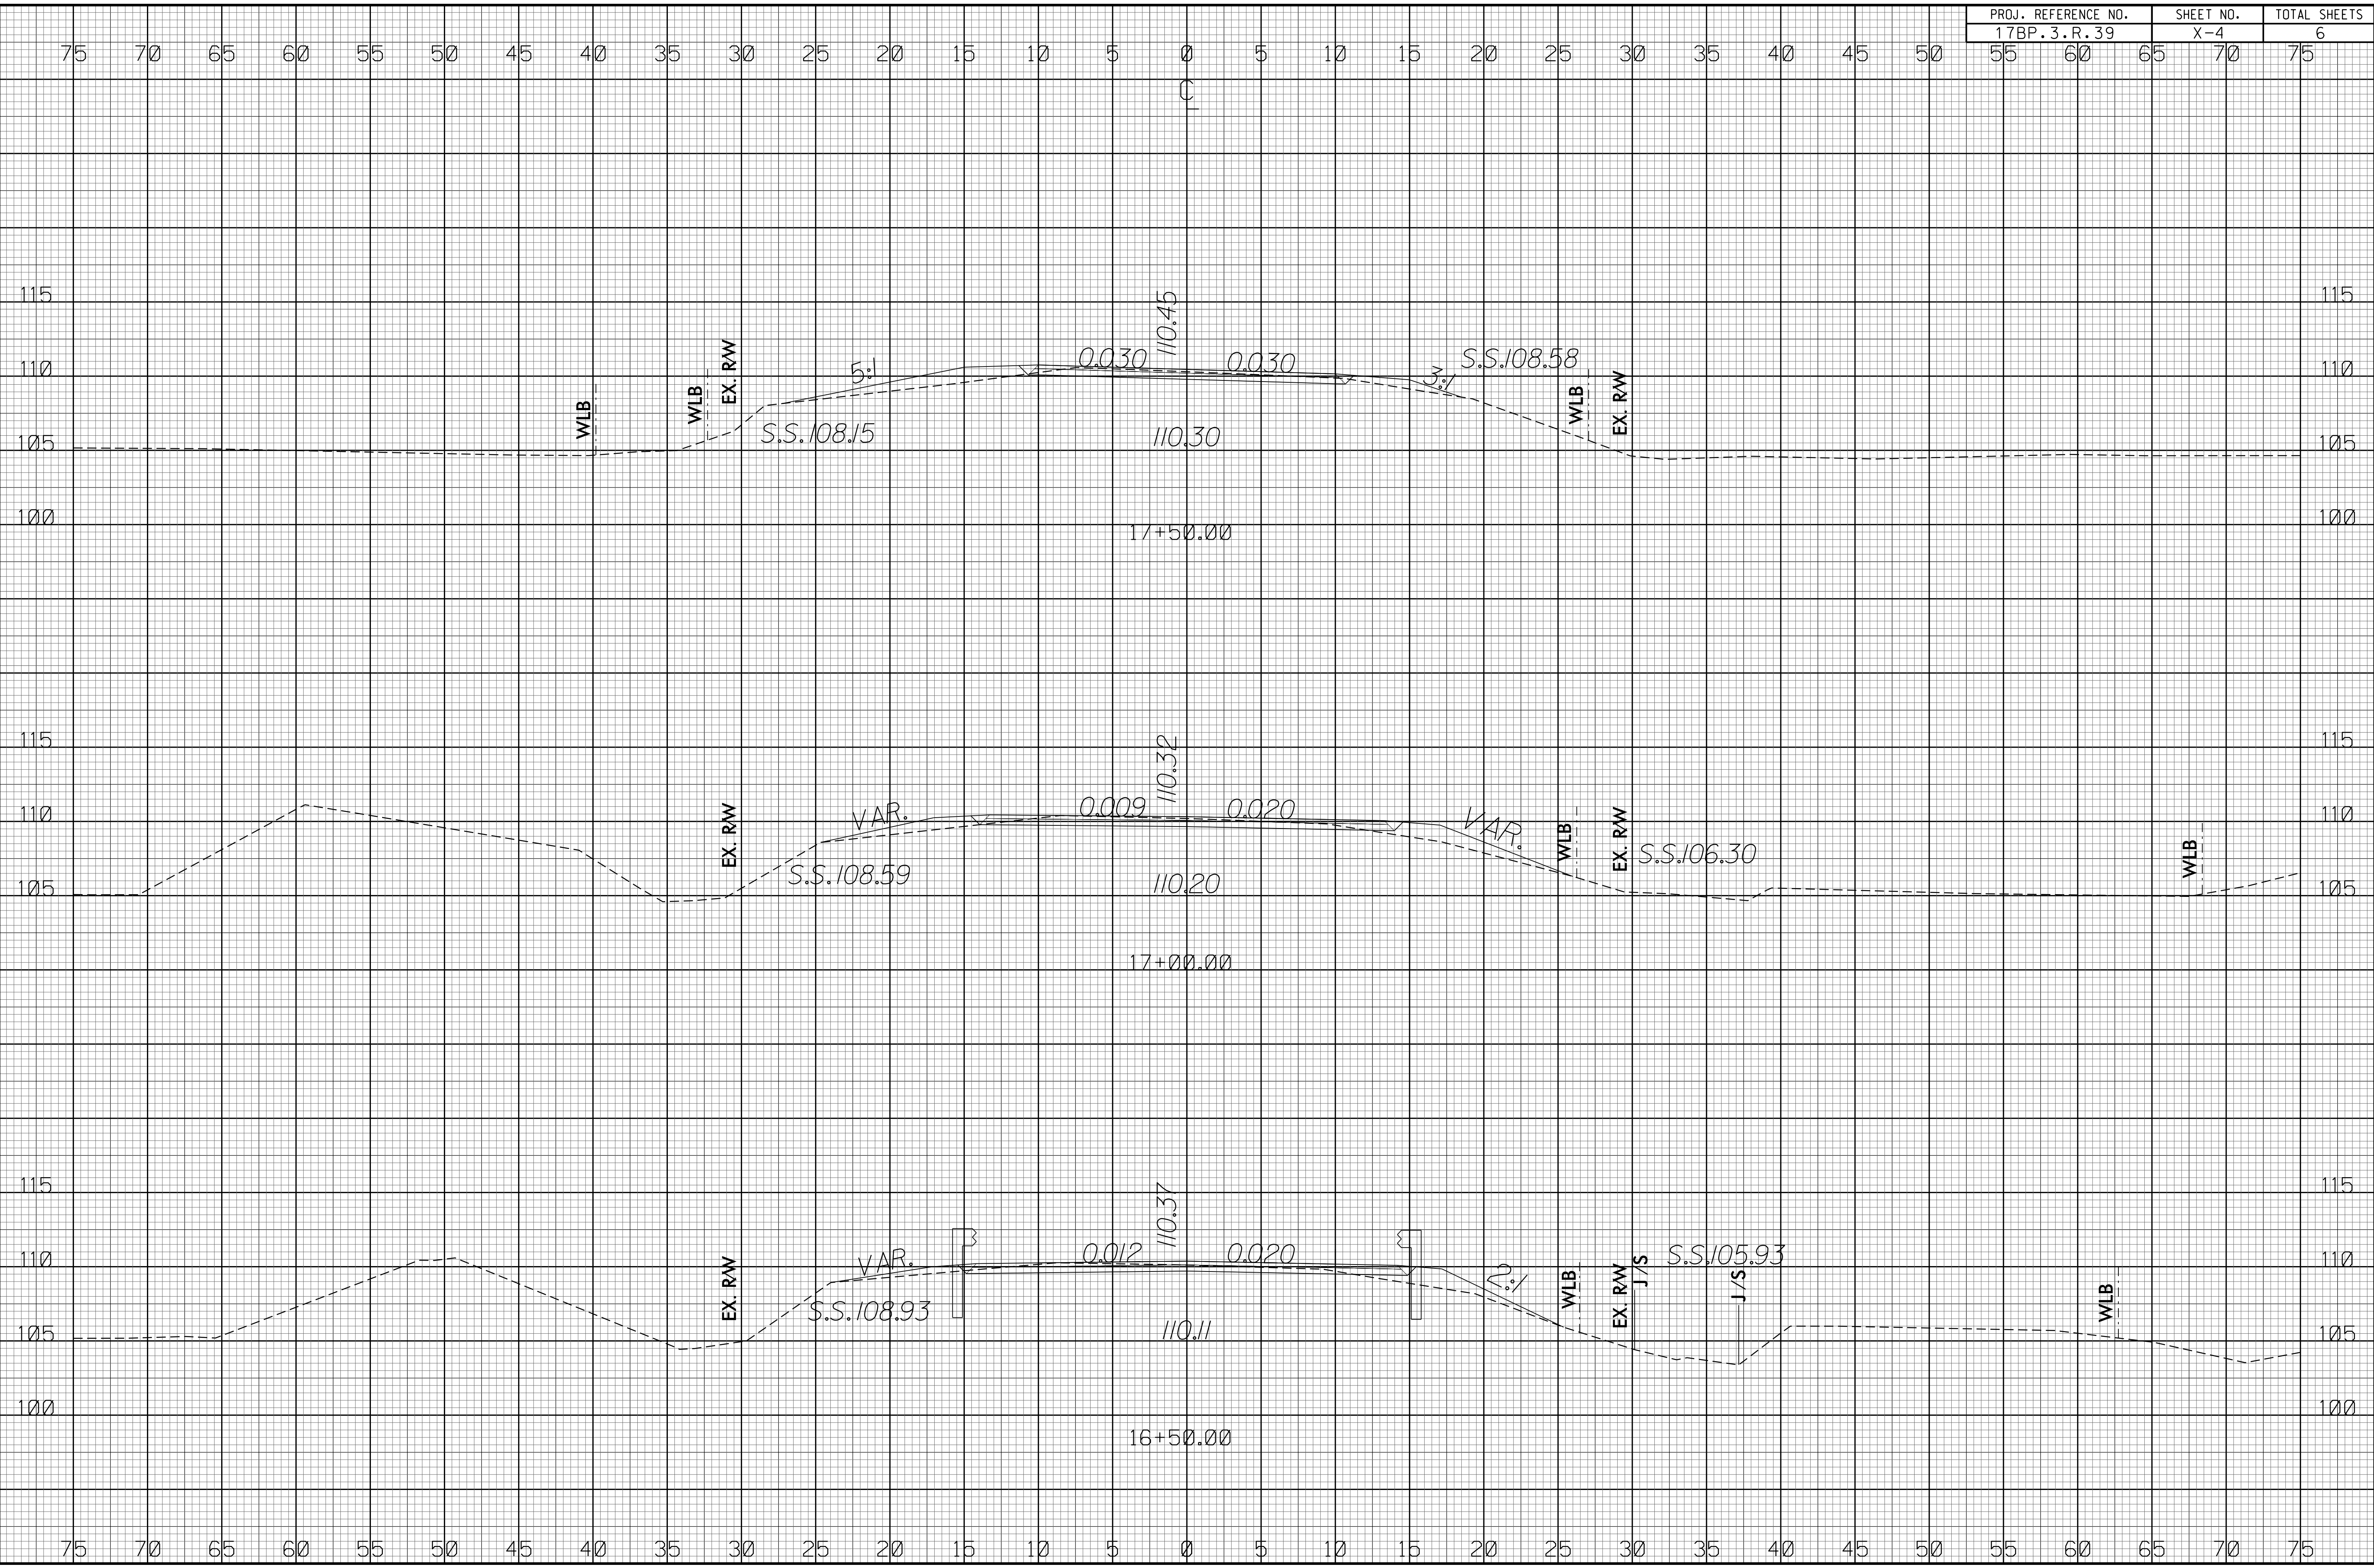 PROJ. REFERENCE NO. SHEET NO. TOTAL SHEETS
17BP.3.R.39 X-4 6
75 70 65 60 55 50 45 40 35 30 25 20 15 10 5 0 5 10 15 20 25 30 35 40 45 50 55 60 65 70 75
CL
115 110.45 115
110 5:1 0.030 0.030 3:1 S.S.108.58 110
WLB WLB EX. R/W WLB EX. R/W
105 S.S.108.15 110.30 105
100 100
17+50.00
115 110.32 115
110 VAR. 0.009 0.020 VAR. 110
EX. R/W WLB EX. R/W S.S.106.30 WLB
105 S.S.108.59 110.20 105
17+00.00
115 110.37 115
110 VAR. 0.012 0.020 2:1 S.S.105.93 110
EX. R/W WLB EX. R/W J/S J/S WLB
S.S.108.93
105 110.11 105
100 100
16+50.00
75 70 65 60 55 50 45 40 35 30 25 20 15 10 5 0 5 10 15 20 25 30 35 40 45 50 55 60 65 70 75